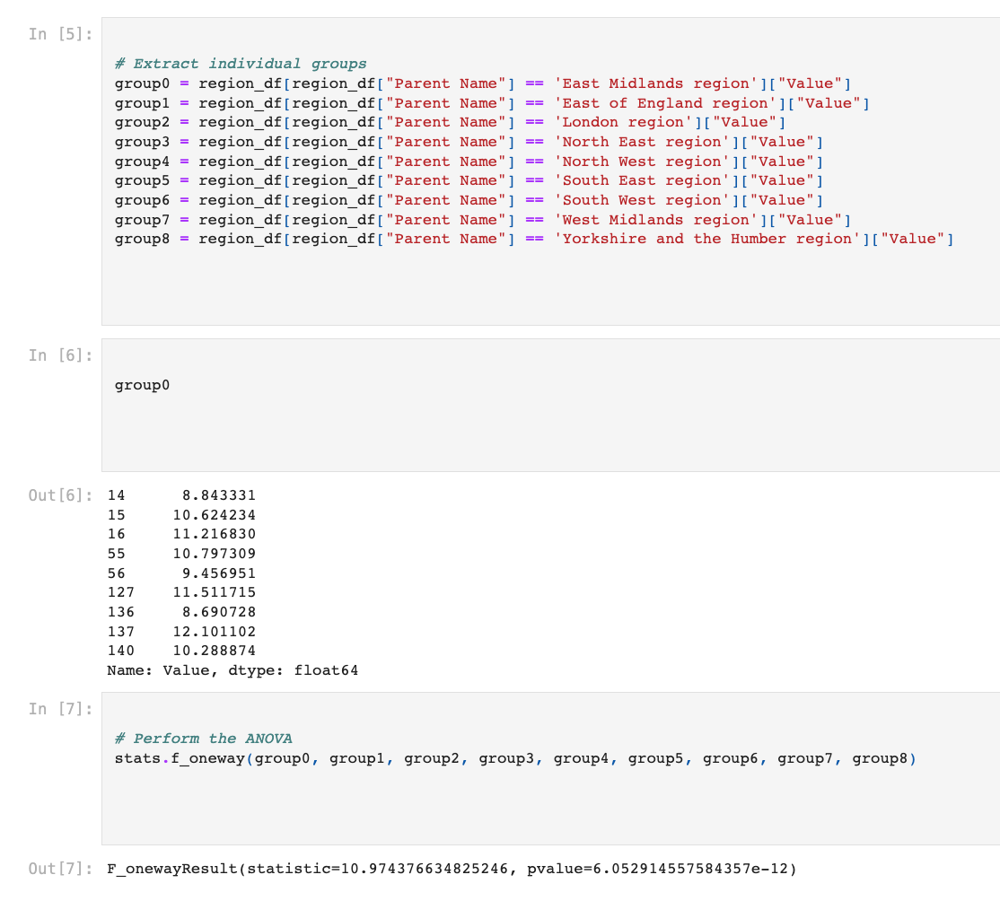 In [5]:
# Extract individual groups
group0 = region_df[region_df["Parent Name"] == 'East Midlands region']["Value"]
group1 = region_df[region_df["Parent Name"] == 'East of England region']["Value"]
group2 = region_df[region_df["Parent Name"] == 'London region']["Value"]
group3 = region_df[region_df["Parent Name"] == 'North East region']["Value"]
group4 = region_df[region_df["Parent Name"] == 'North West region']["Value"]
group5 = region_df[region_df["Parent Name"] == 'South East region']["Value"]
group6 = region_df[region_df["Parent Name"] == 'South West region']["Value"]
group7 = region_df[region_df["Parent Name"] == 'West Midlands region']["Value"]
group8 = region_df[region_df["Parent Name"] == 'Yorkshire and the Humber region']["Value"]
In [6]:
group0
Out[6]: 14 8.843331
15 10.624234
16 11.216830
55 10.797309
56 9.456951
127 11.511715
136 8.690728
137 12.101102
140 10.288874
Name: Value, dtype: float64
In [7]:
# Perform the ANOVA
stats.f_oneway(group0, group1, group2, group3, group4, group5, group6, group7, group8)
Out[7]: F_onewayResult(statistic=10.974376634825246, pvalue=6.052914557584357e-12)